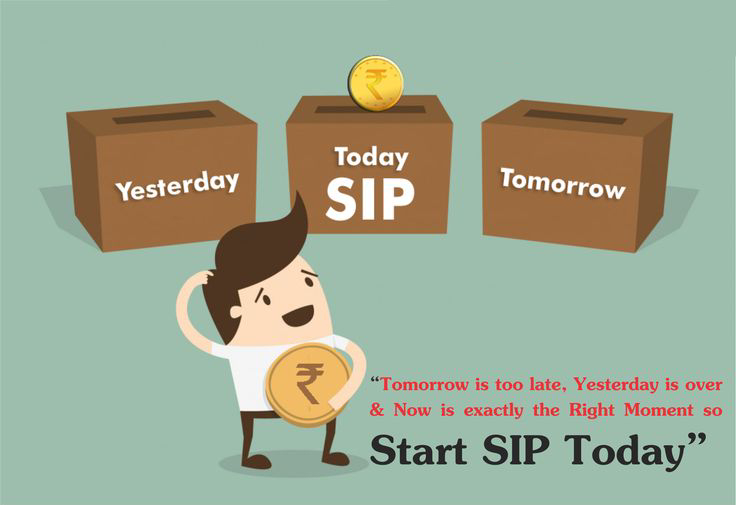 Yesterday
₹
Today
SIP
Tomorrow
₹
“Tomorrow is too late, Yesterday is over
& Now is exactly the Right Moment so
Start SIP Today”